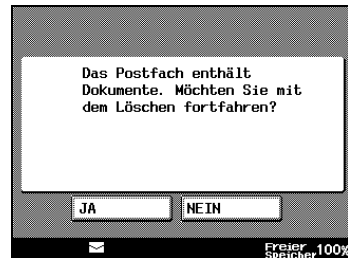 Das Postfach enthält
Dokumente. Möchten Sie mit
dem Löschen fortfahren?
JA
NEIN
Freier
Speicher 100%